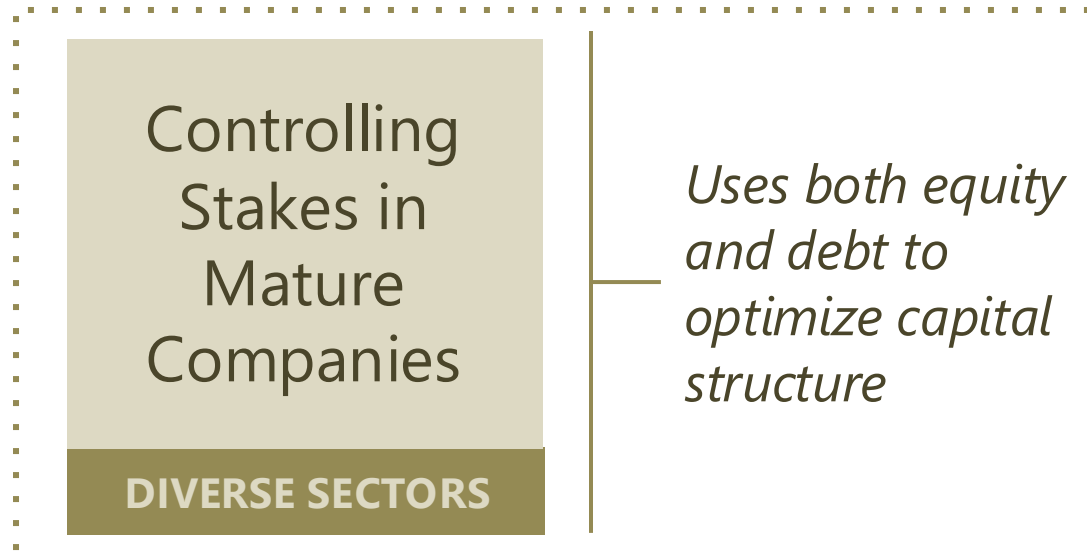 Controlling
Stakes in
Mature
Companies
DIVERSE SECTORS
Uses both equity
and debt to
optimize capital
structure